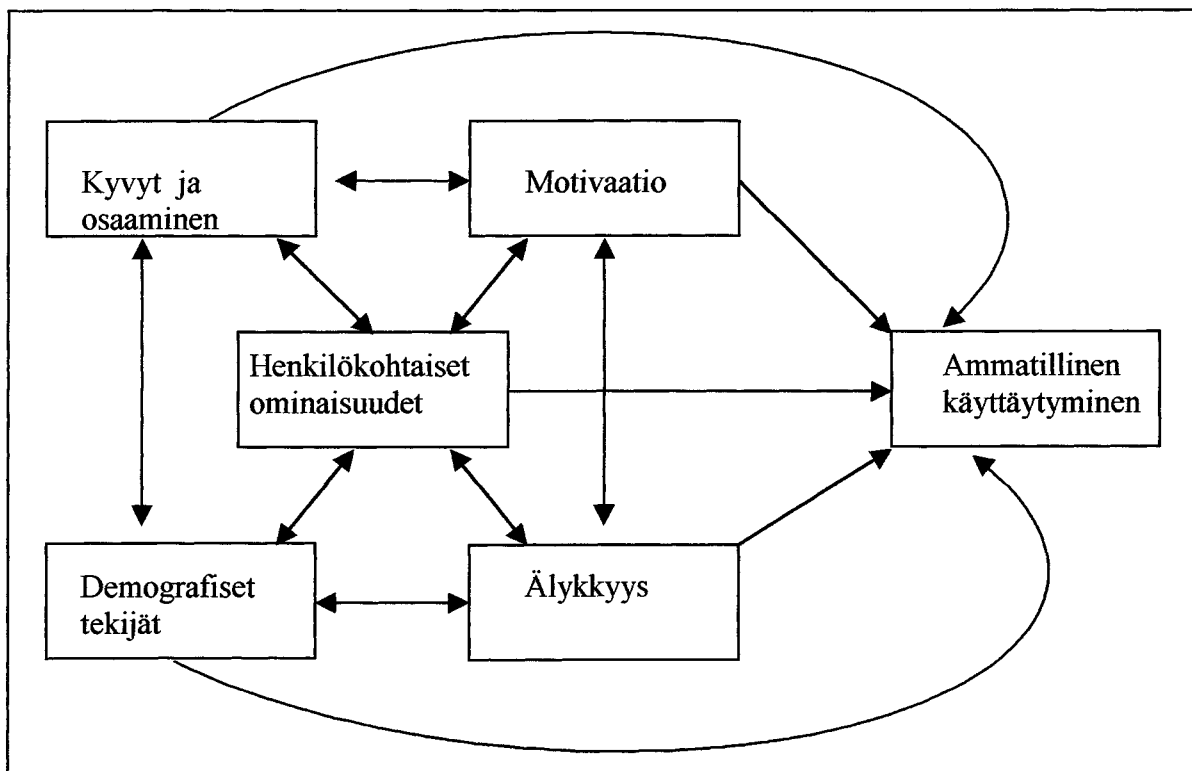 Kyvyt ja
osaaminen
Motivaatio
Henkilökohtaiset
ominaisuudet
Ammatillinen
käyttäytyminen
Demografiset
tekijät
Älykkyys